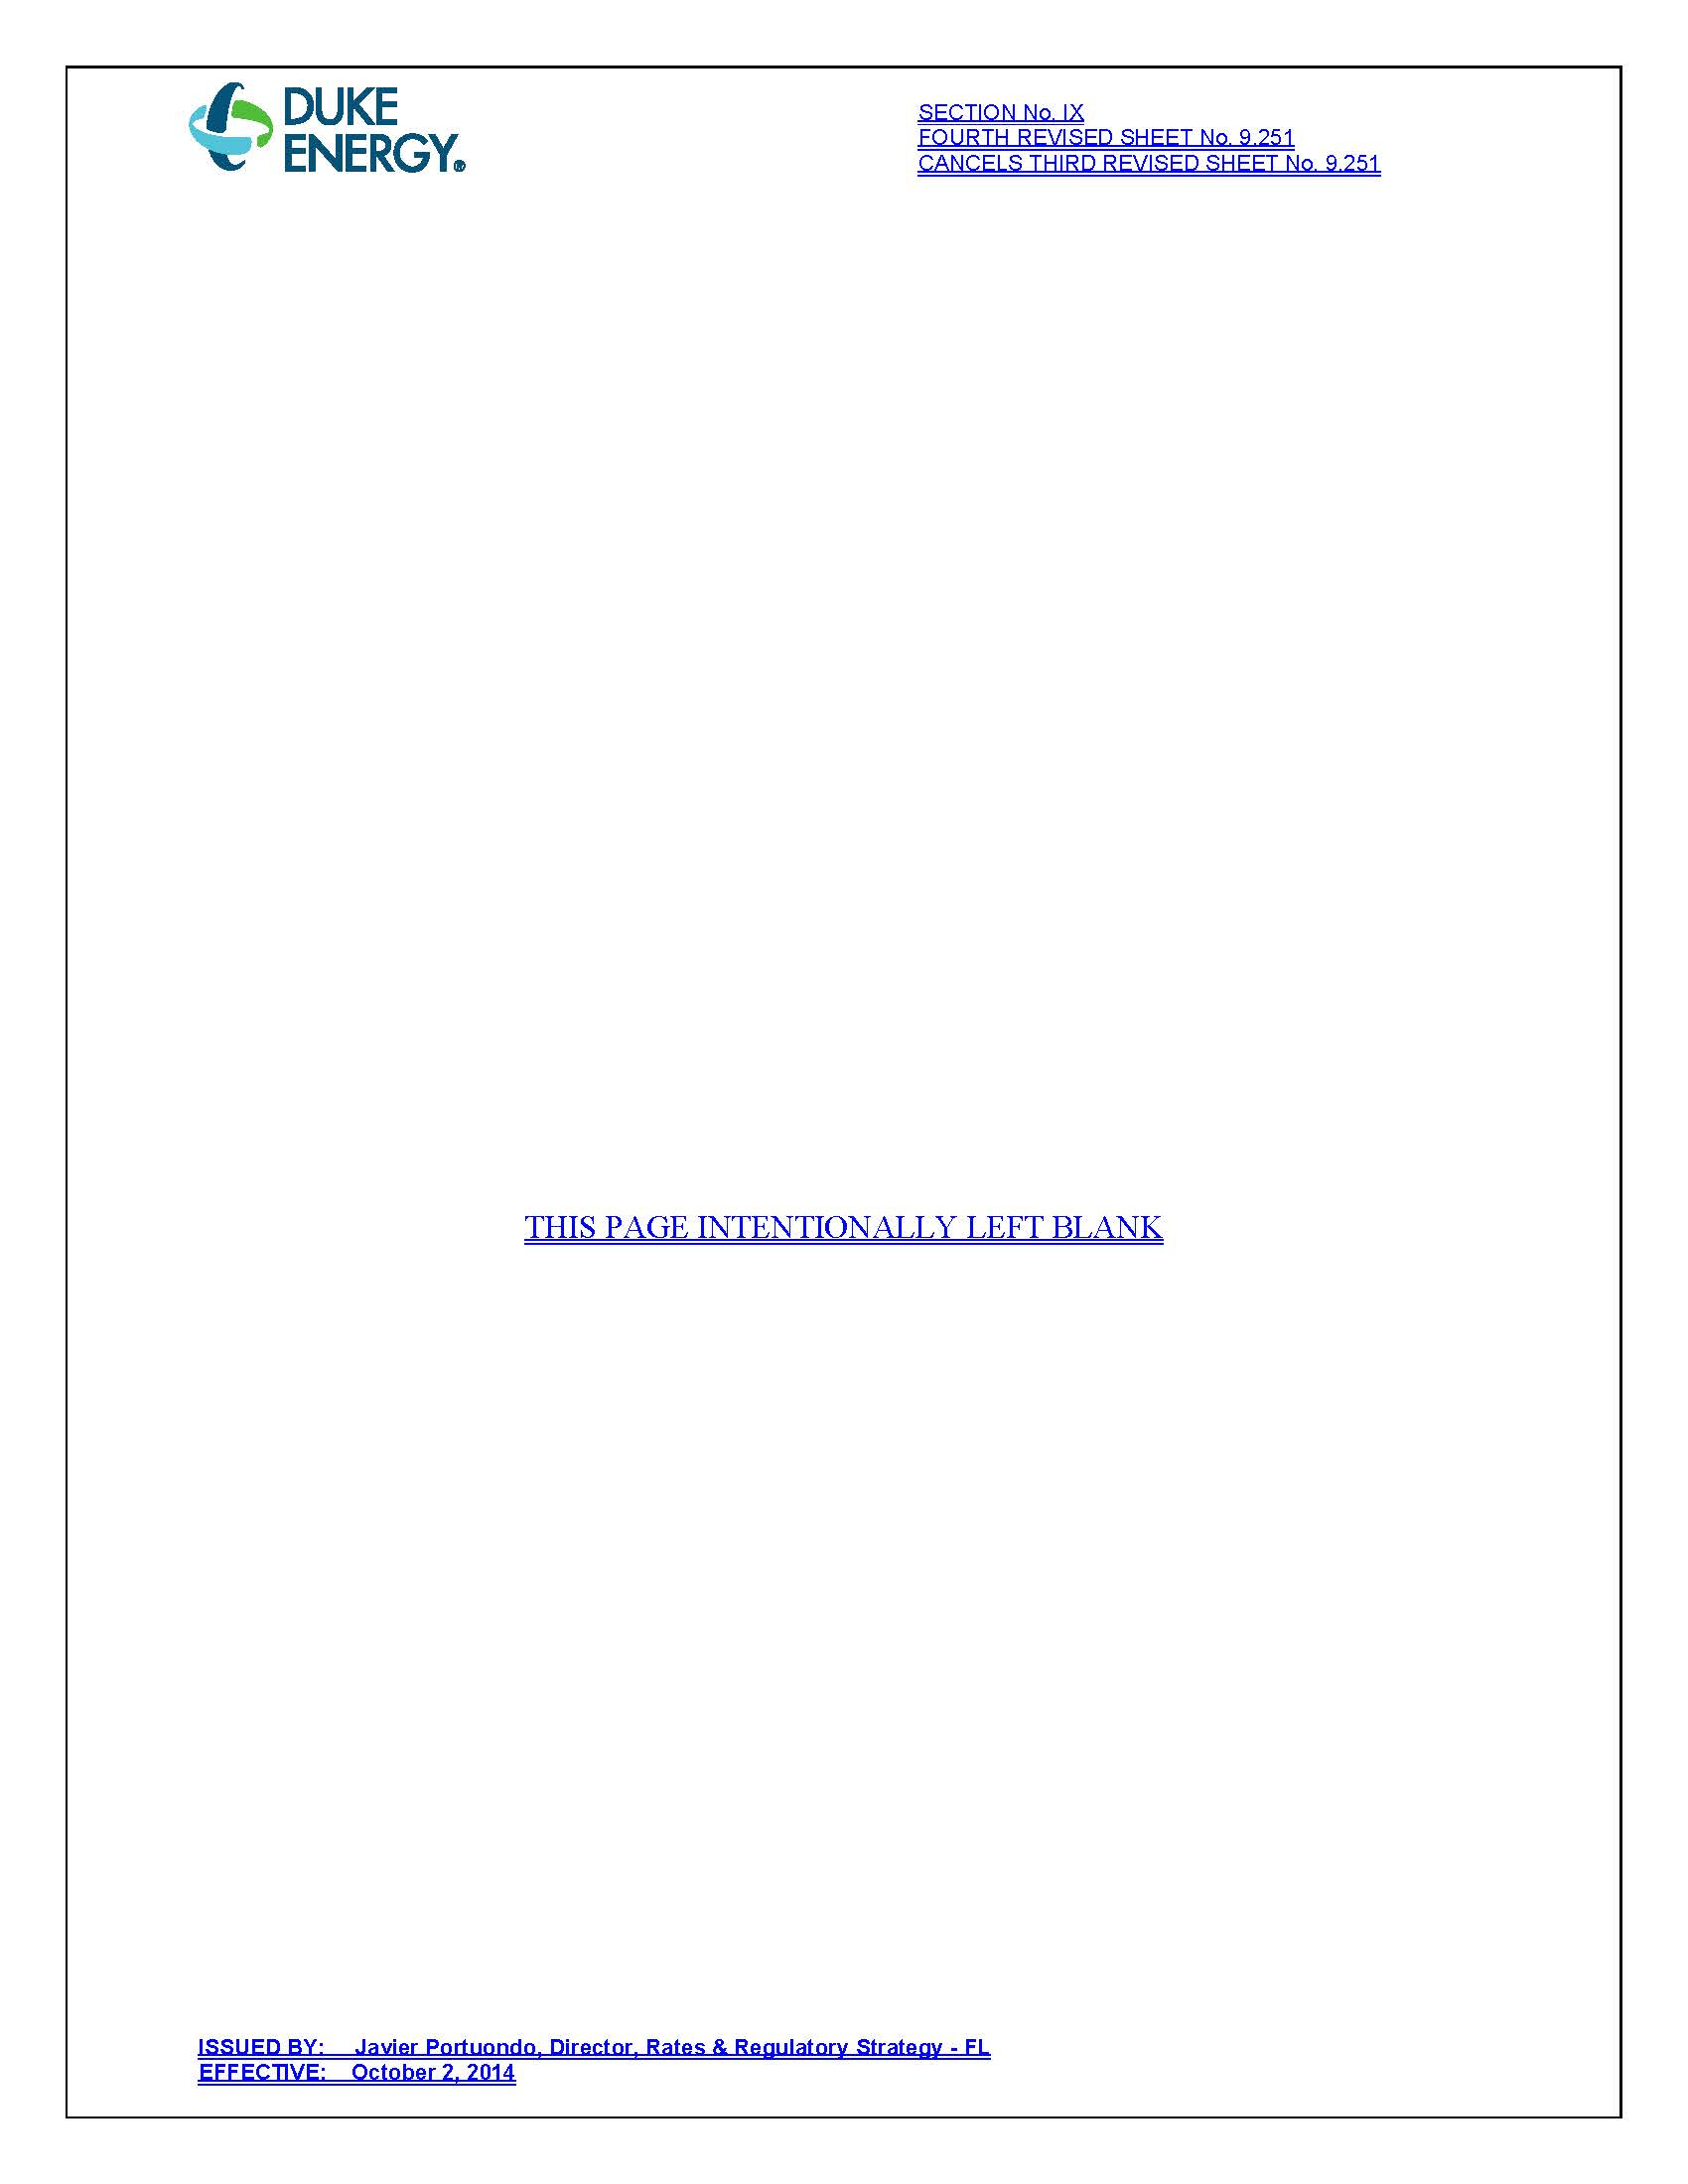 DUKE
ENERGY®
SECTION No. IX
FOURTH REVISED SHEET No. 9.251
CANCELS THIRD REVISED SHEET No. 9.251
THIS PAGE INTENTIONALLY LEFT BLANK
ISSUED BY: Javier Portuondo, Director, Rates & Regulatory Strategy - FL
EFFECTIVE: October 2, 2014